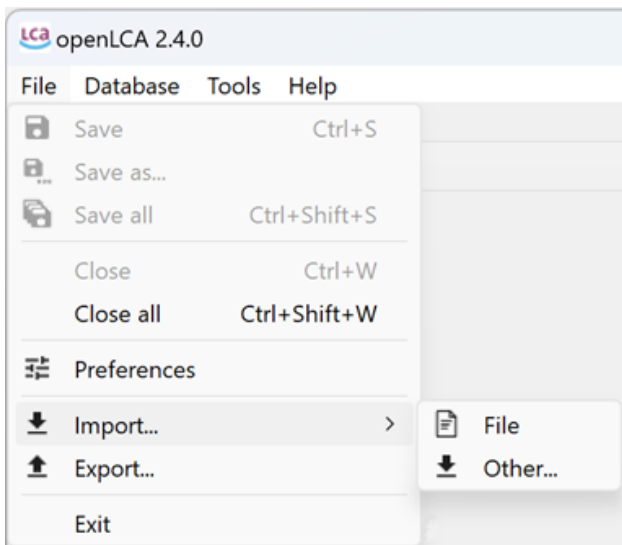 LCA openLCA 2.4.0
File Database Tools Help
Save Ctrl+S
Save as...
Save all Ctrl+Shift+S
Close Ctrl+W
Close all Ctrl+Shift+W
Preferences
Import... > File
Export... Other...
Exit